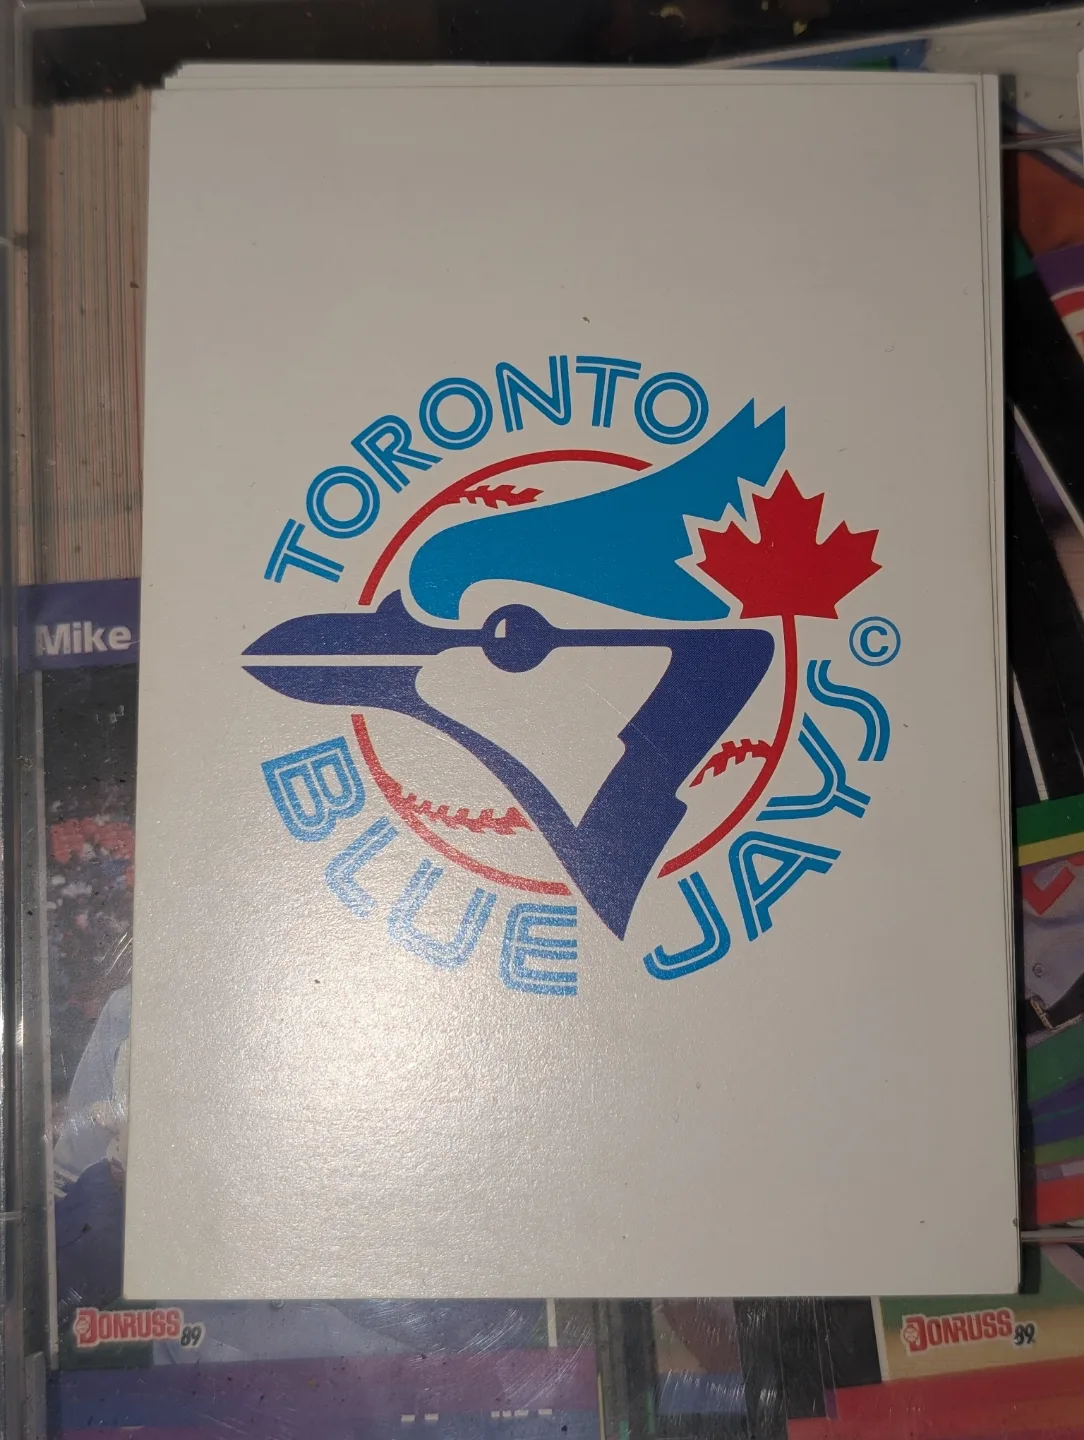 TORONTO
BLUE JAYS ©
Mike
DONRUSS 89
DONRUSS 89